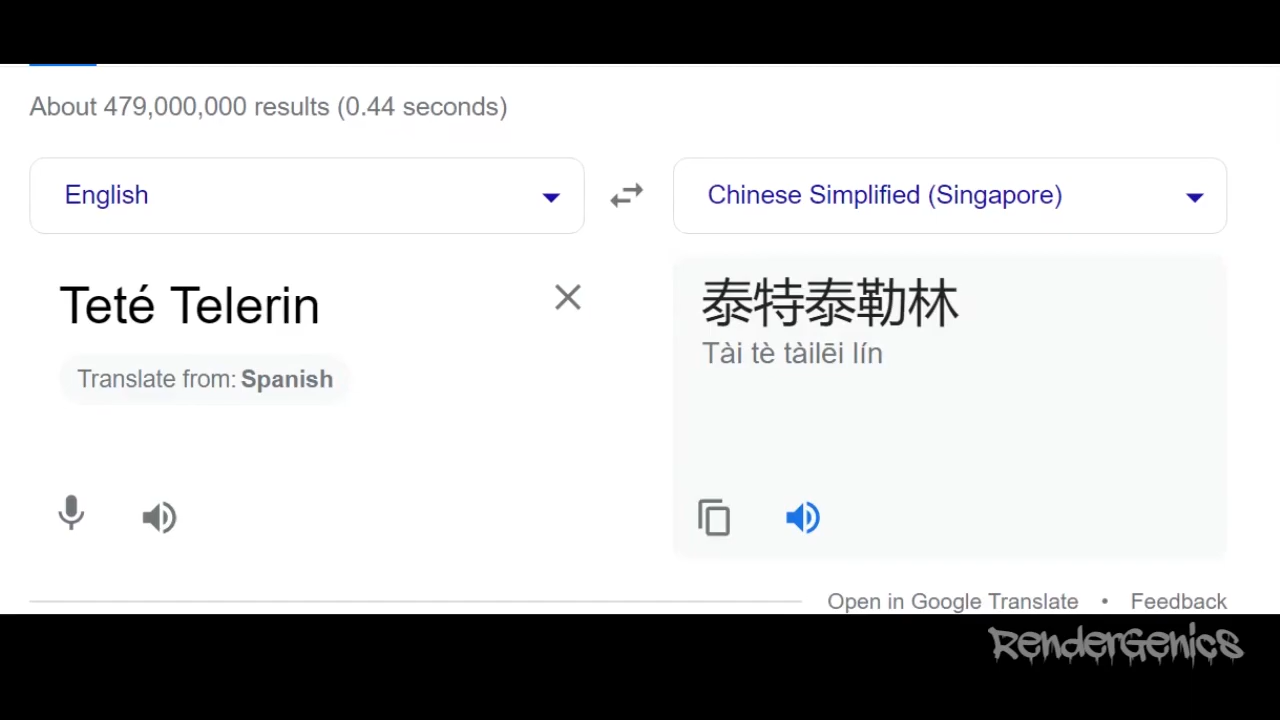 About 479,000,000 results (0.44 seconds)
English
Chinese Simplified (Singapore)
Teté Telerin
泰特泰勒林
Tài tè tàilēi lín
Translate from: Spanish
Open in Google Translate • Feedback
RenderGenics